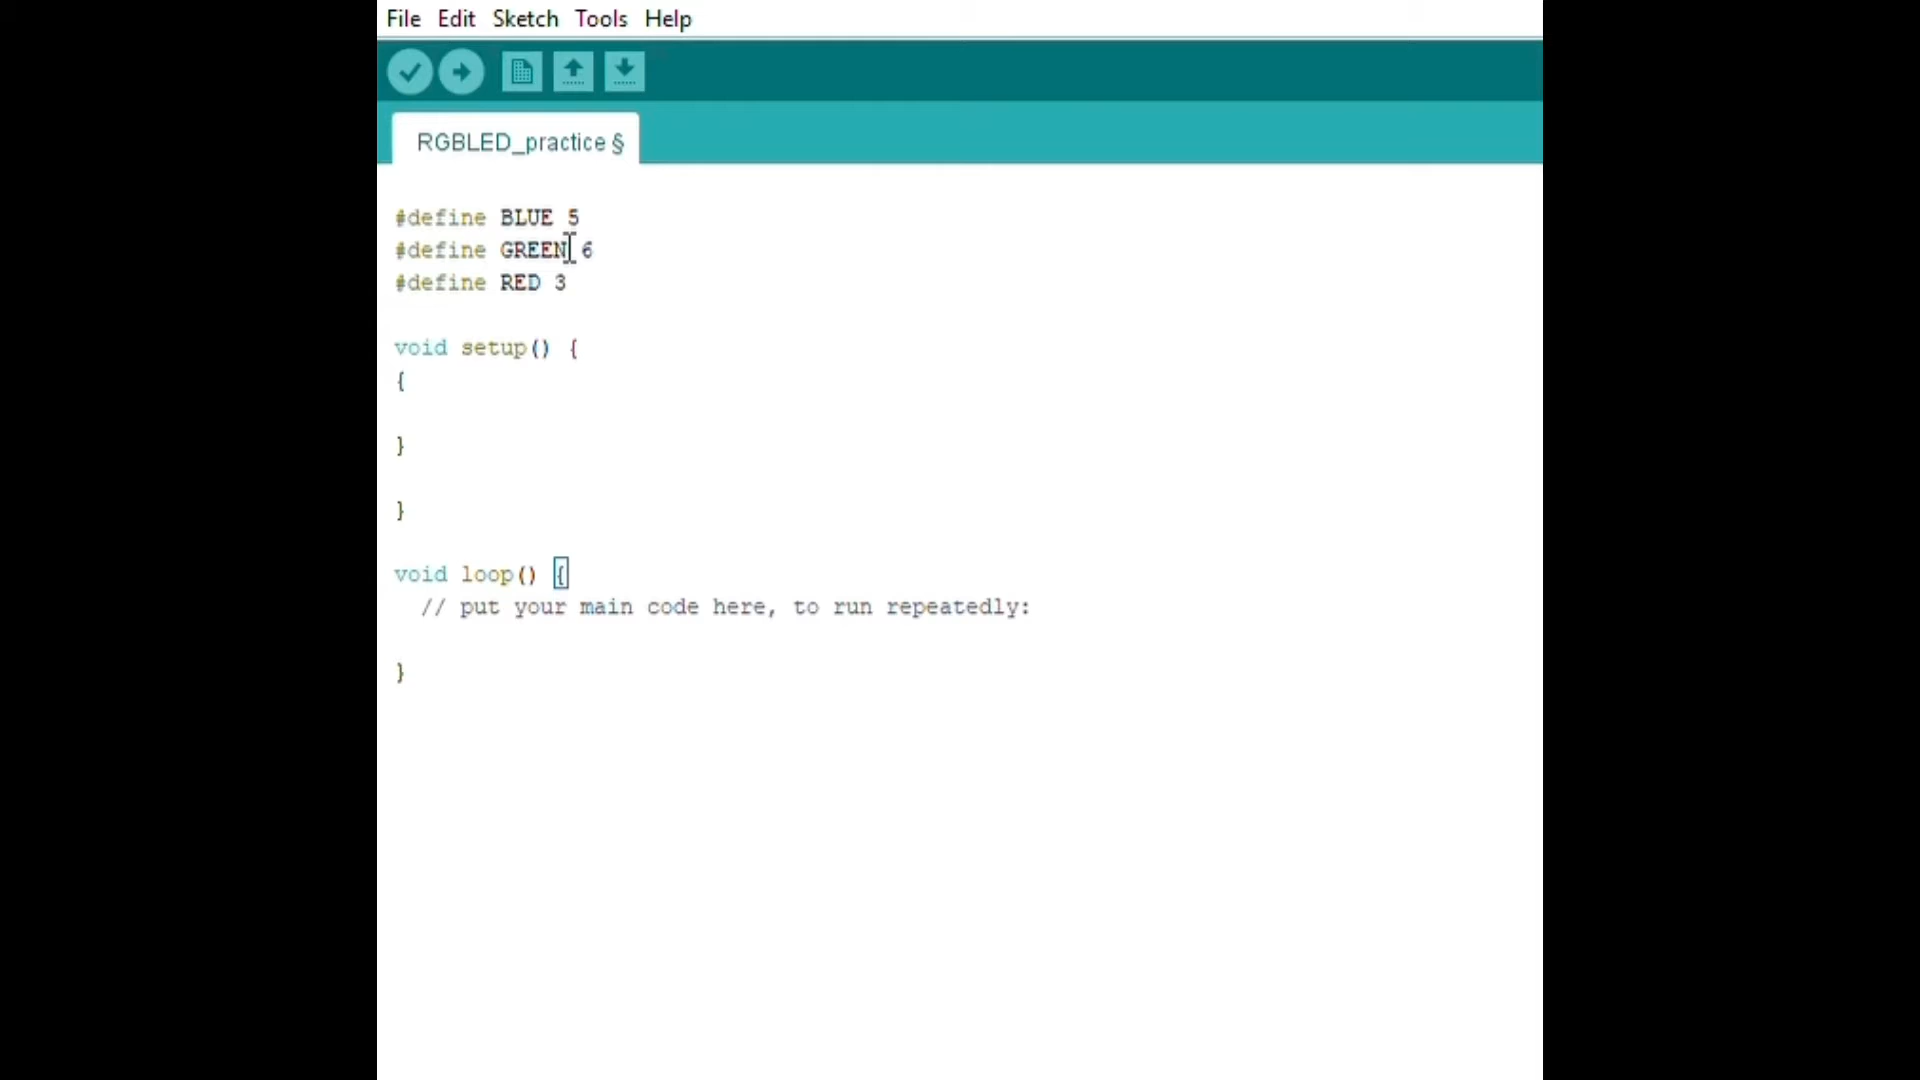 File Edit Sketch Tools Help
RGBLED_practice §
#define BLUE 5
#define GREEN 6
#define RED 3
void setup() {
{
}
}
void loop() {
// put your main code here, to run repeatedly:
}